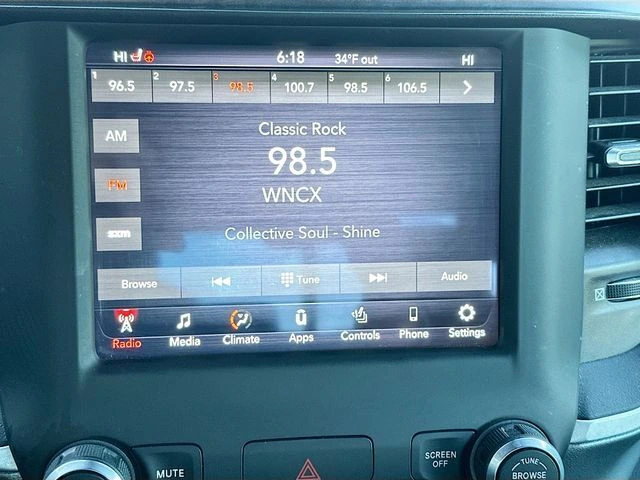 HI 6:18 34°F out HI
1 96.5 2 97.5 3 98.5 4 100.7 5 98.5 6 106.5
Classic Rock
AM
98.5
FM
WNCX
sxm
Collective Soul - Shine
Browse Tune Audio
Radio Media Climate Apps Controls Phone Settings
MUTE
SCREEN
OFF
TUNE
BROWSE